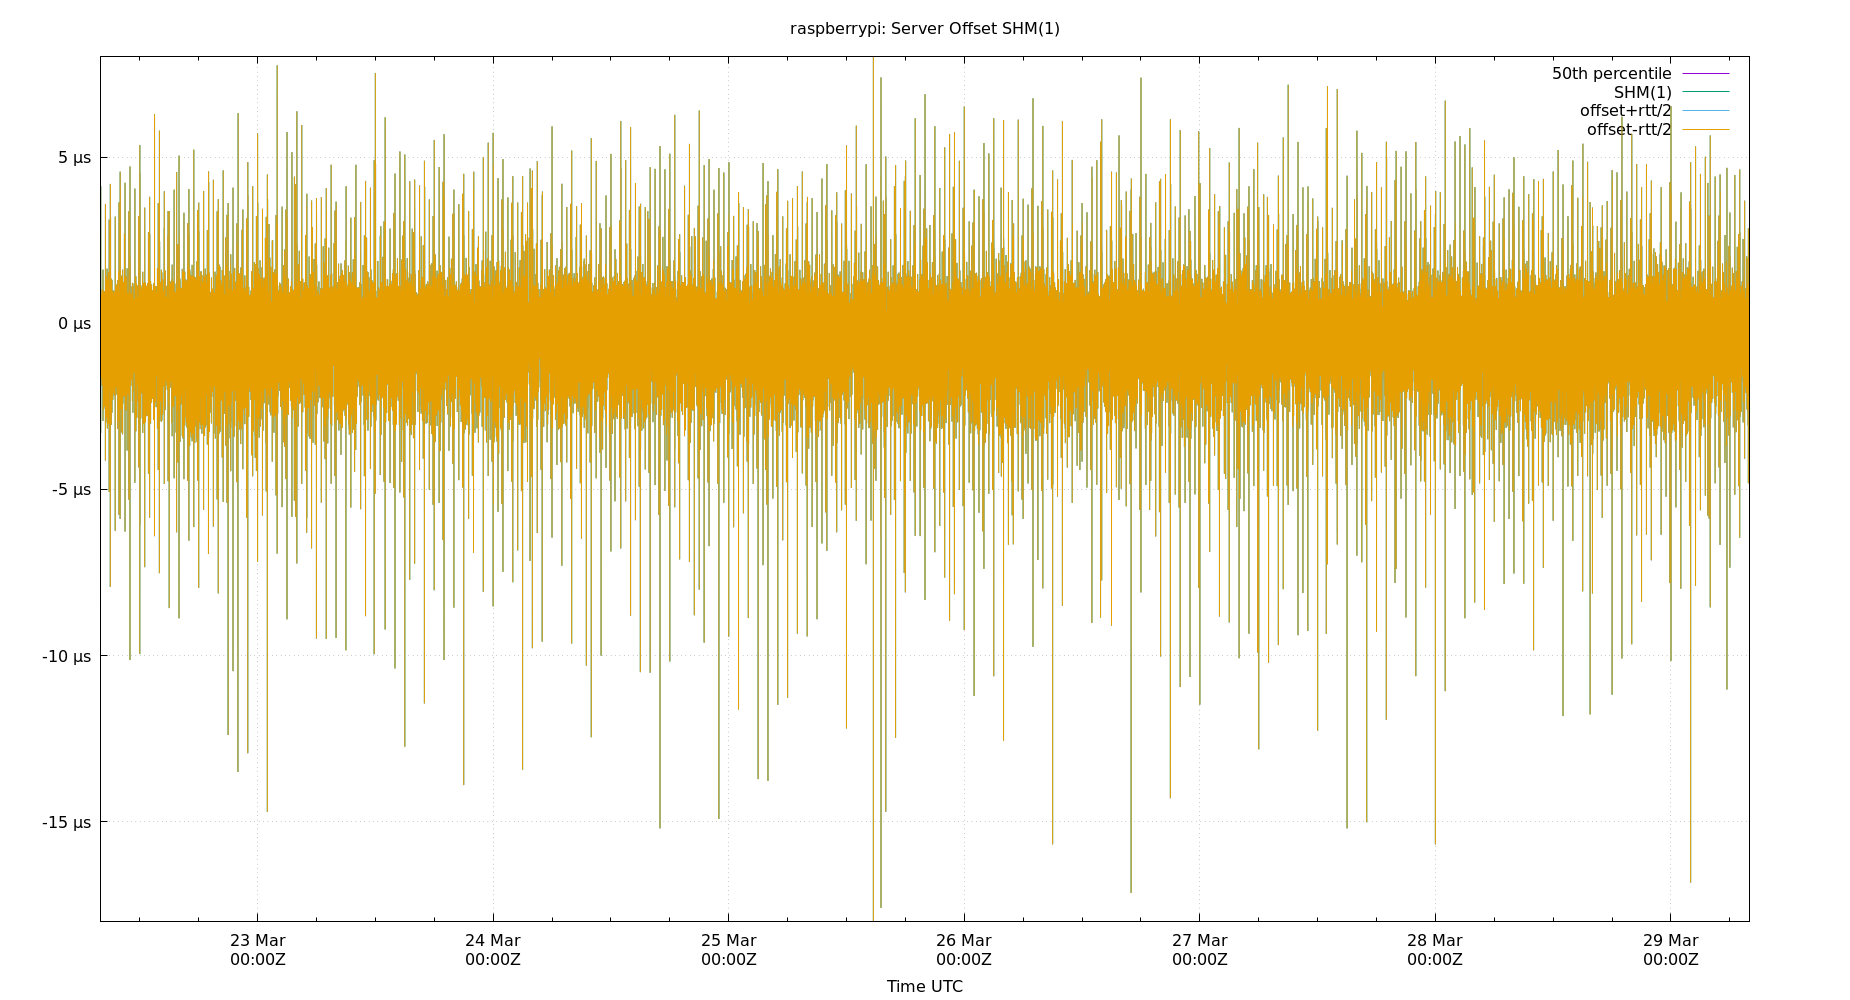 raspberrypi: Server Offset SHM(1)
50th percentile
SHM(1)
offset+rtt/2
offset-rtt/2
5 µs
0 µs
-5 µs
-10 µs
-15 µs
23 Mar
00:00Z
24 Mar
00:00Z
25 Mar
00:00Z
26 Mar
00:00Z
27 Mar
00:00Z
28 Mar
00:00Z
29 Mar
00:00Z
Time UTC